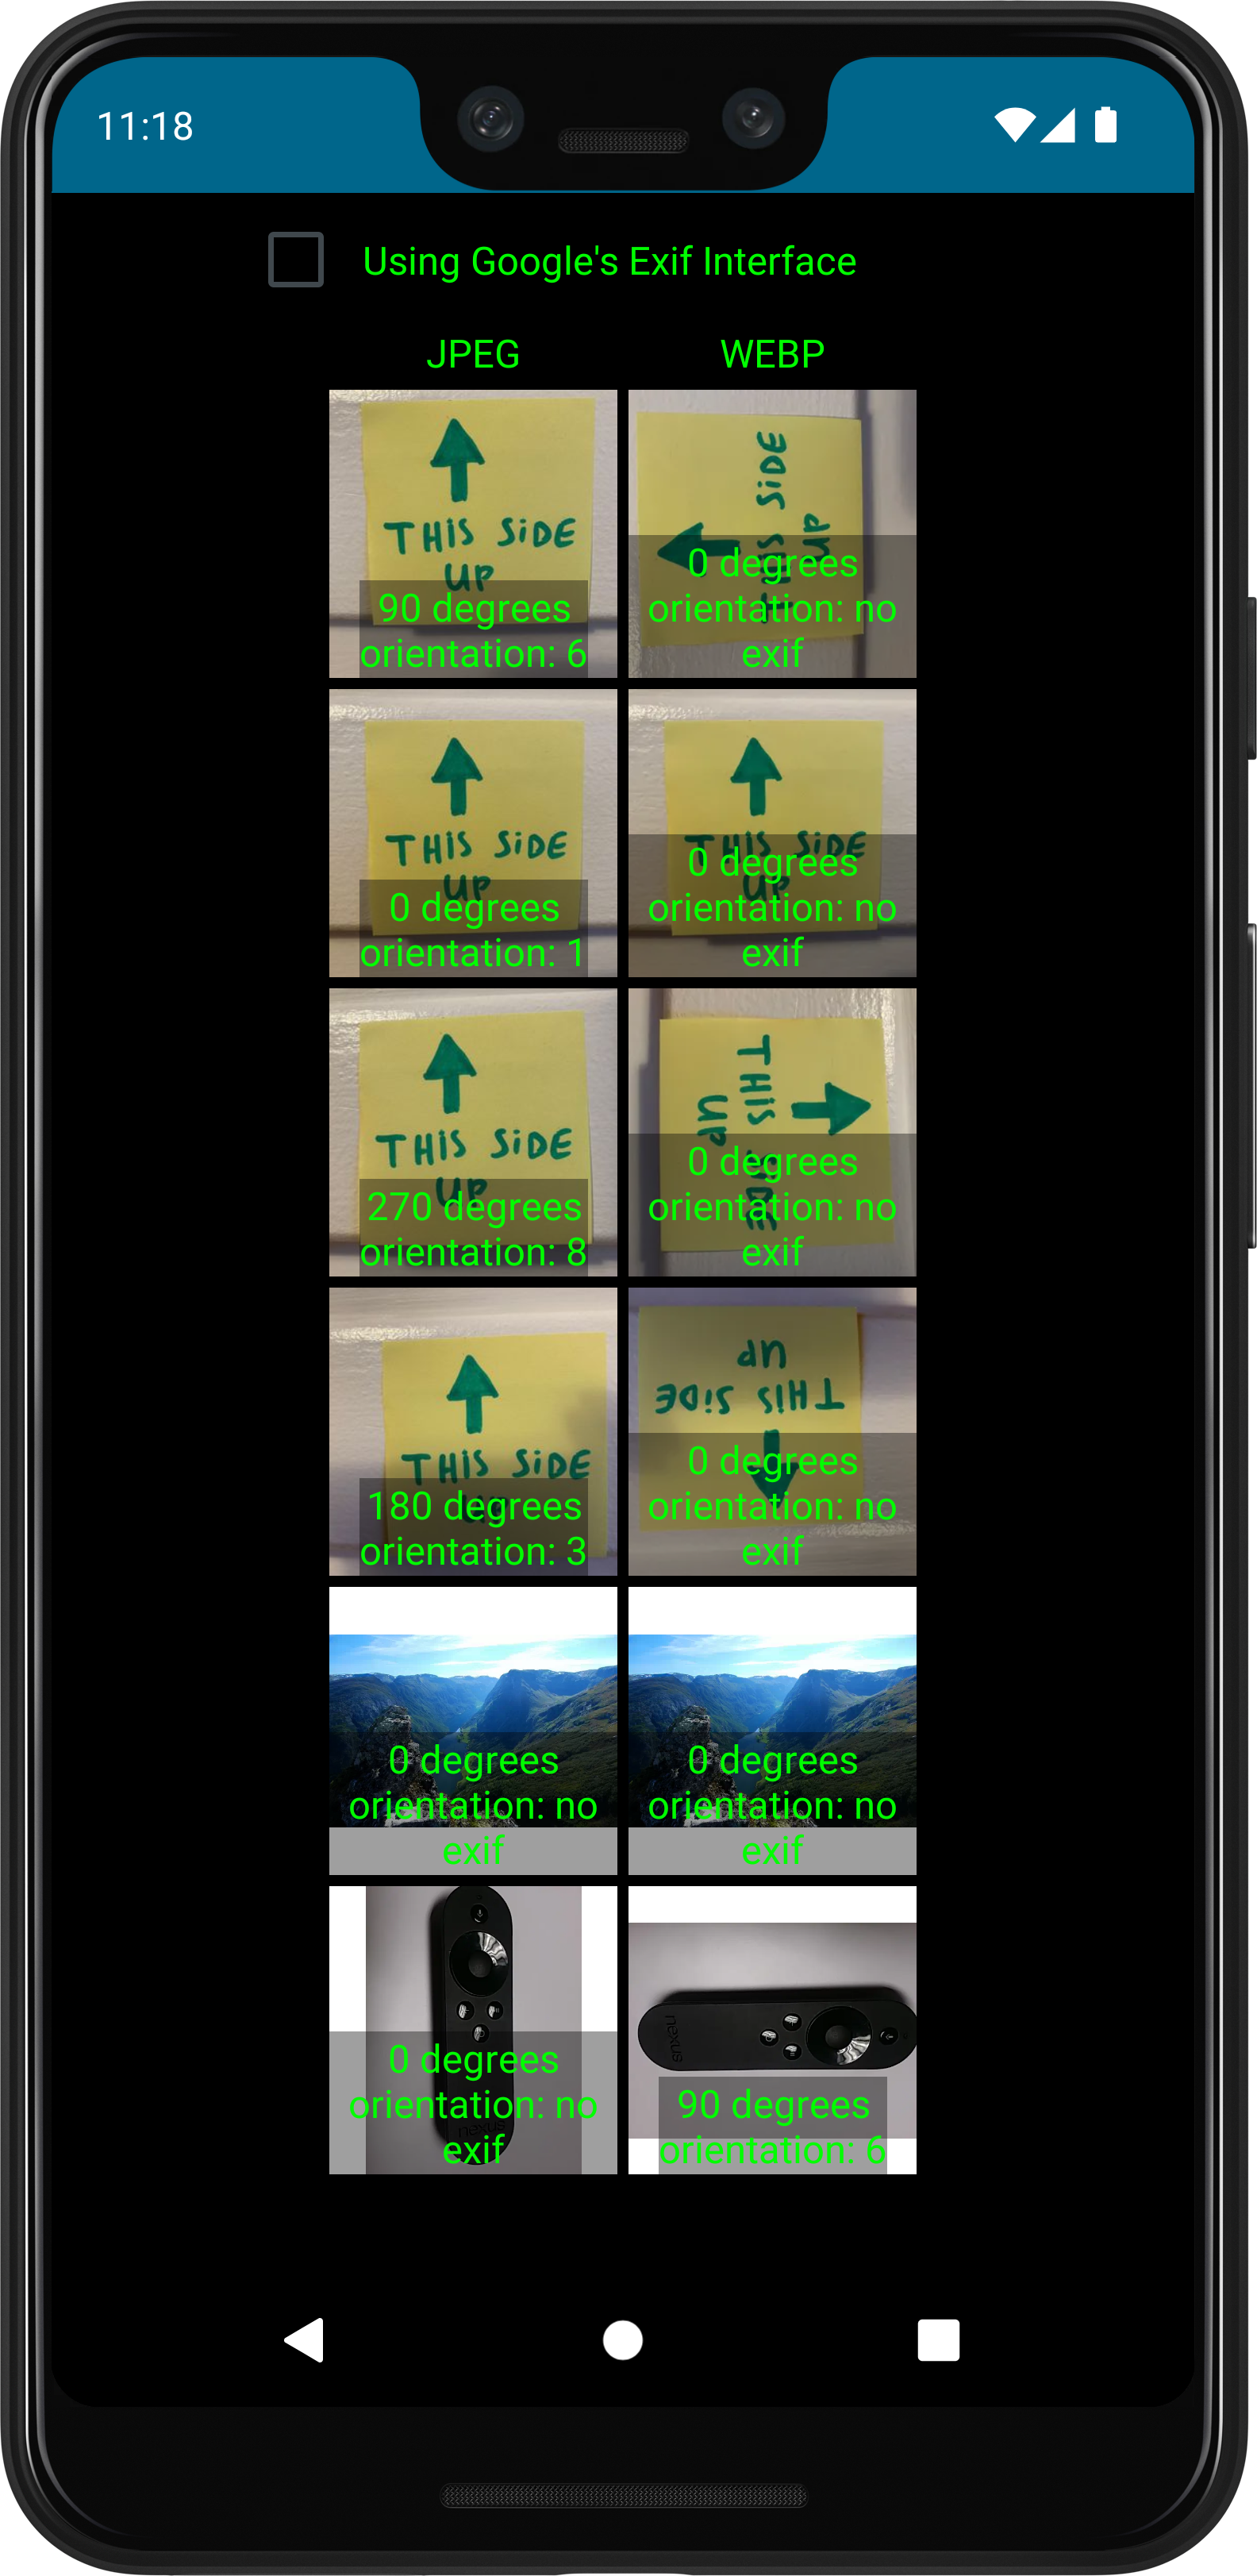 11:18
Using Google's Exif Interface
JPEG WEBP
THIS SIDE
UP
90 degrees
orientation: 6
THIS SIDE
UP
0 degrees
orientation: no
exif
THIS SIDE
UP
0 degrees
orientation: 1
THIS SIDE
UP
0 degrees
orientation: no
exif
THIS SIDE
UP
270 degrees
orientation: 8
THIS SIDE
UP
0 degrees
orientation: no
exif
THIS SIDE
UP
180 degrees
orientation: 3
THIS SIDE
UP
0 degrees
orientation: no
exif
0 degrees
orientation: no
exif
0 degrees
orientation: no
exif
0 degrees
orientation: no
nexus
exif
nexus
90 degrees
orientation: 6